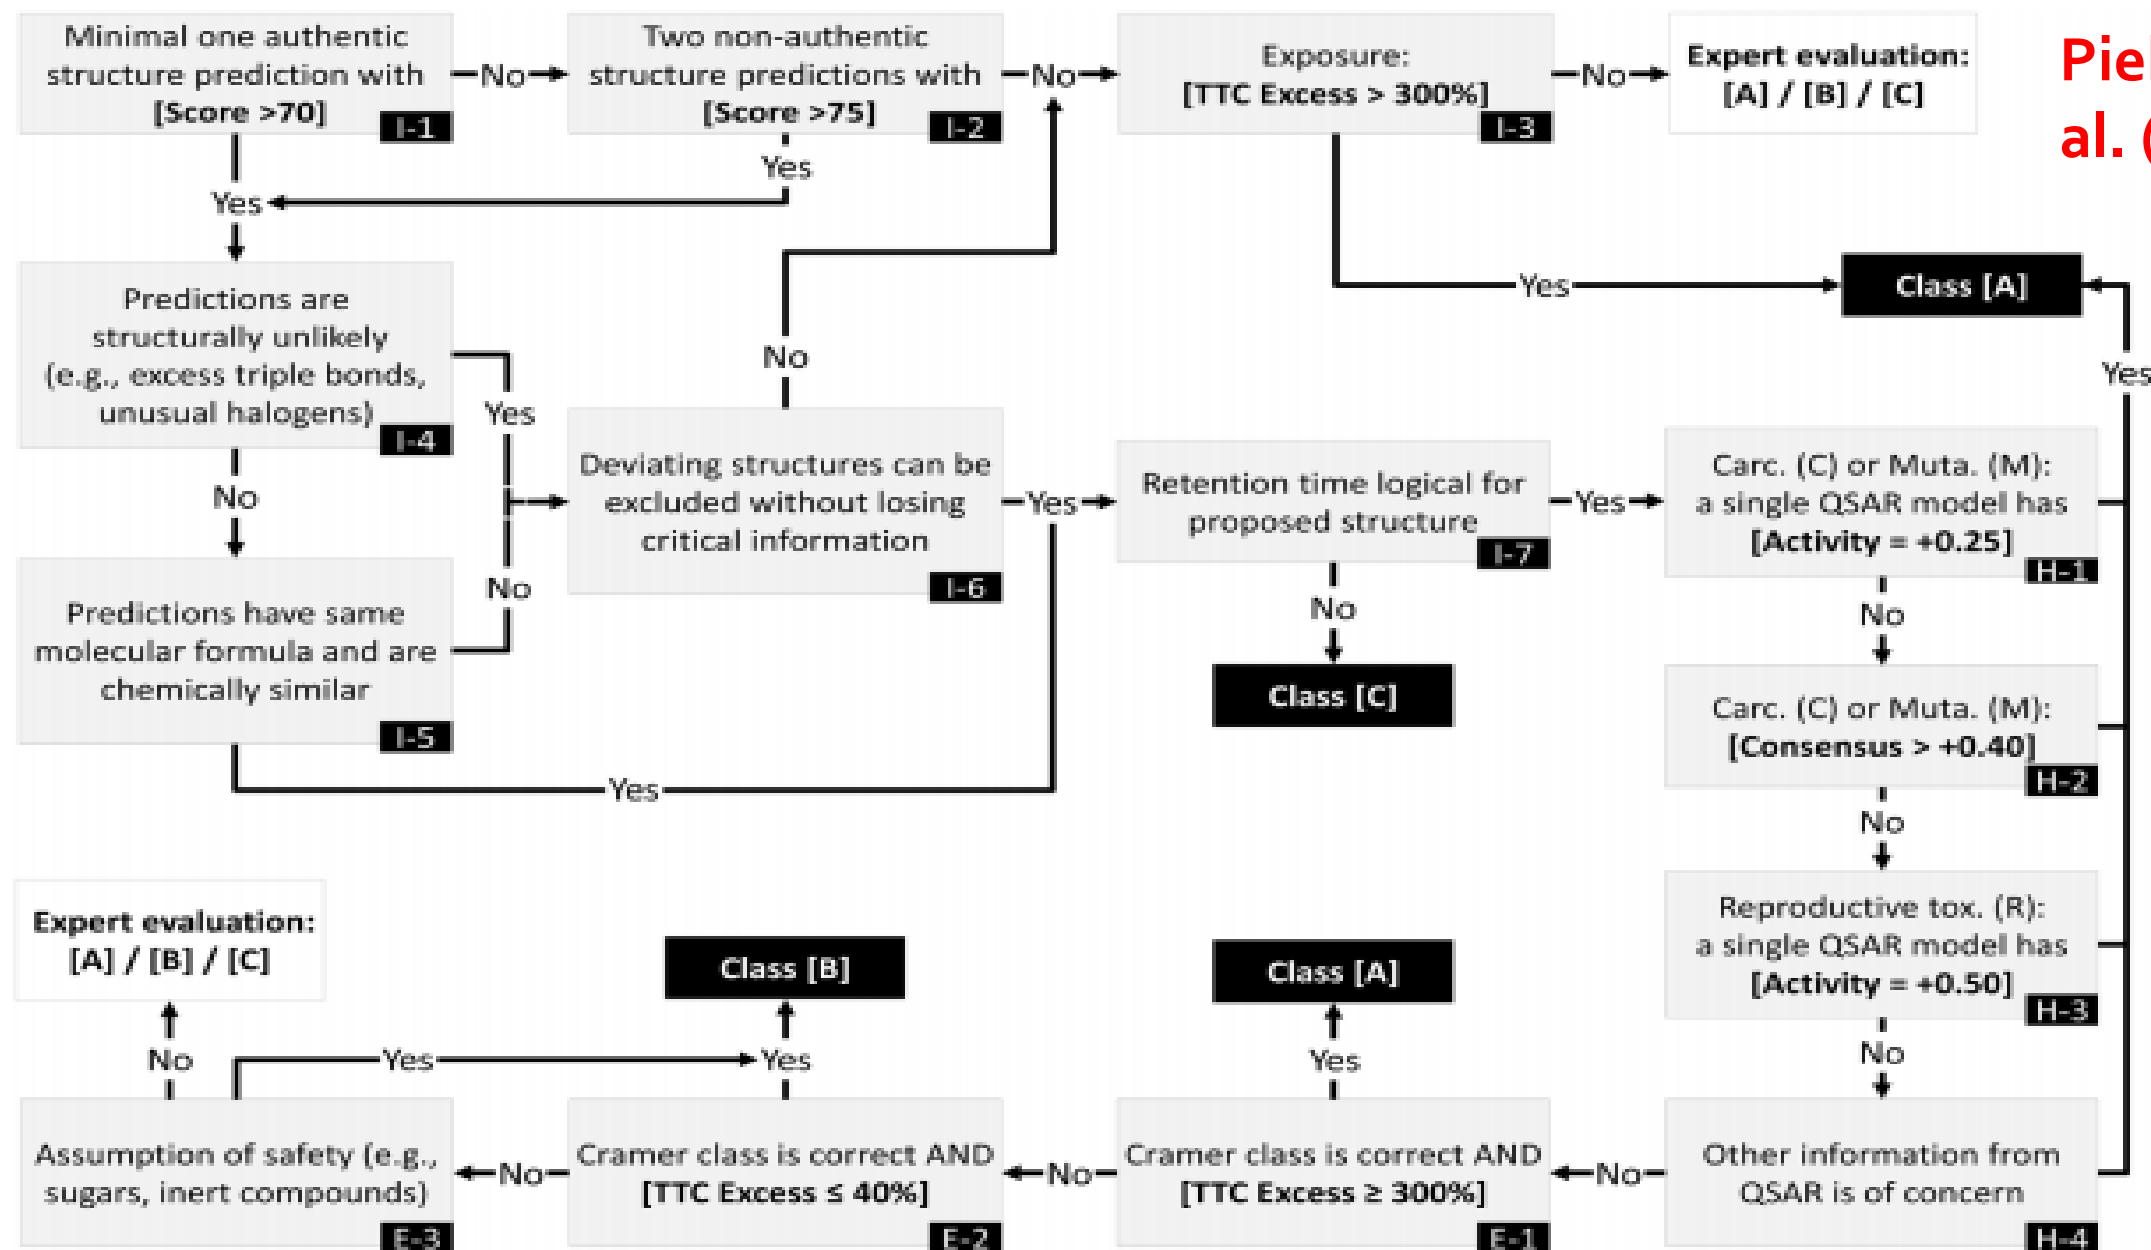 Minimal one authentic
structure prediction with
[Score >70]
I-1
No
Two non-authentic
structure predictions with
[Score >75]
I-2
No
Exposure:
[TTC Excess > 300%]
I-3
No
Expert evaluation:
[A] / [B] / [C]
al. (
Yes
Yes
Yes
Class [A]
Yes
Predictions are
structurally unlikely
(e.g., excess triple bonds,
unusual halogens)
I-4
Yes
No
No
No
Deviating structures can be
excluded without losing
critical information
I-6
Yes
Retention time logical for
proposed structure
I-7
Yes
No
Class [C]
Carc. (C) or Muta. (M):
a single QSAR model has
[Activity = +0.25]
H-1
No
Predictions have same
molecular formula and are
chemically similar
I-5
Yes
Carc. (C) or Muta. (M):
[Consensus > +0.40]
H-2
No
Reproductive tox. (R):
a single QSAR model has
[Activity = +0.50]
H-3
No
Expert evaluation:
[A] / [B] / [C]
Class [B]
Class [A]
No
Yes
Yes
Yes
Assumption of safety (e.g.,
sugars, inert compounds)
E-3
No
Cramer class is correct AND
[TTC Excess ≤ 40%]
E-2
No
Cramer class is correct AND
[TTC Excess ≥ 300%]
E-1
No
Other information from
QSAR is of concern
H-4